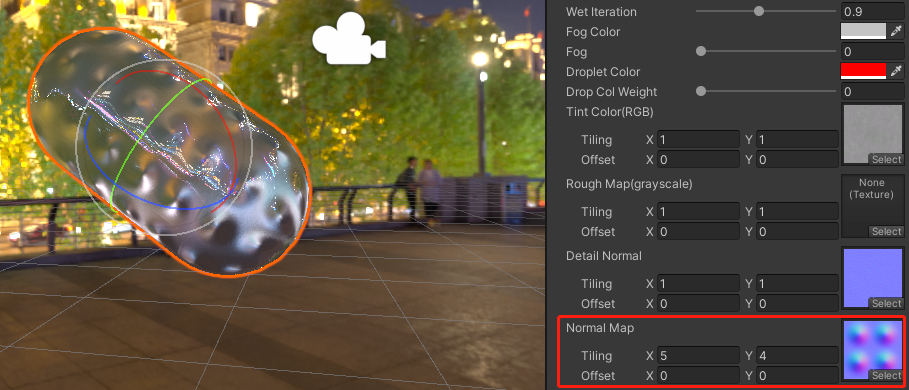 Wet Iteration 0.9
Fog Color
Fog 0
Droplet Color
Drop Col Weight 0
Tint Color(RGB)
Tiling X 1 Y 1
Offset X 0 Y 0
Select
Rough Map(grayscale)
None
(Texture)
Tiling X 1 Y 1
Offset X 0 Y 0
Select
Detail Normal
Tiling X 1 Y 1
Offset X 0 Y 0
Select
Normal Map
Tiling X 5 Y 4
Offset X 0 Y 0
Select